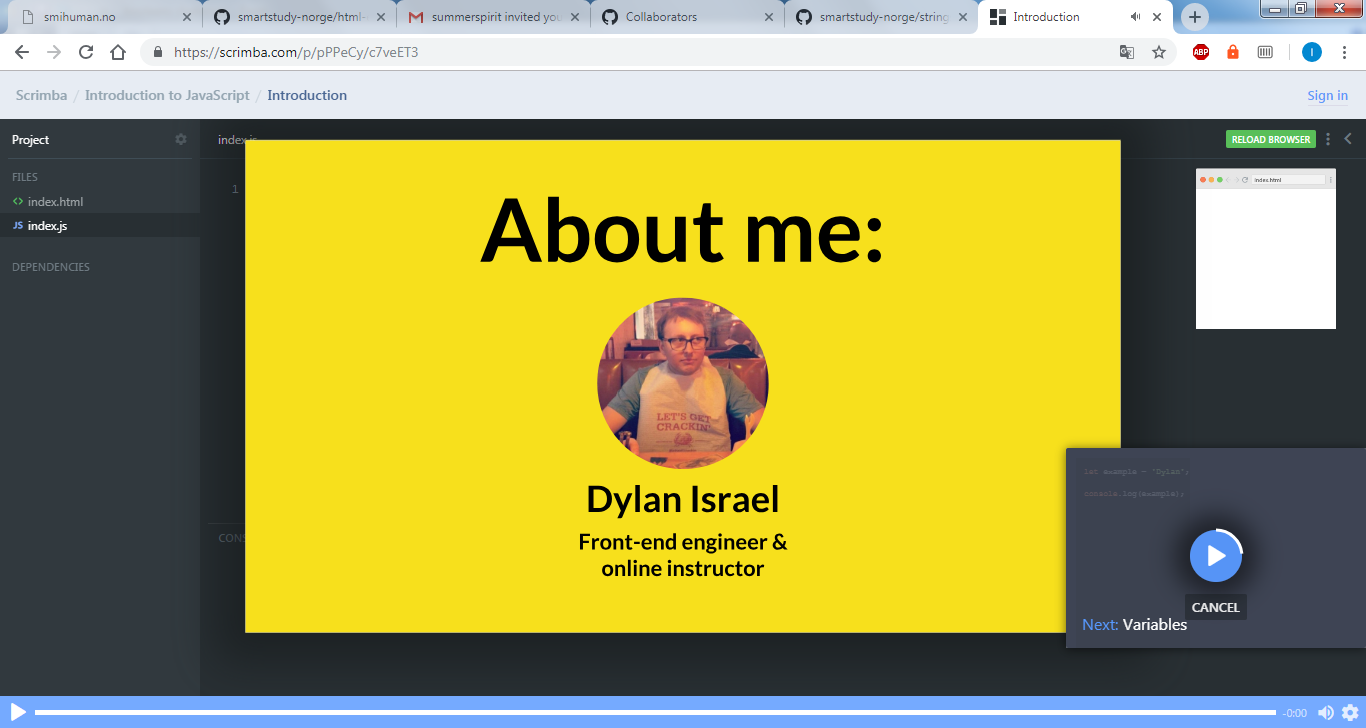 smihuman.no
smartstudy-norge/html-
summerspirit invited you
Collaborators
smartstudy-norge/string
Introduction
https://scrimba.com/p/pPPeCy/c7veET3
ABP
I
Scrimba / Introduction to JavaScript / Introduction
Sign in
Project
index.js
RELOAD BROWSER
FILES
<> index.html
JS index.js
DEPENDENCIES
1
index.html
About me:
LET'S GET
CRACKIN'
Dylan Israel
Front-end engineer &
online instructor
CONS
let example = 'Dylan';
console.log(example);
CANCEL
Next: Variables
-0:00